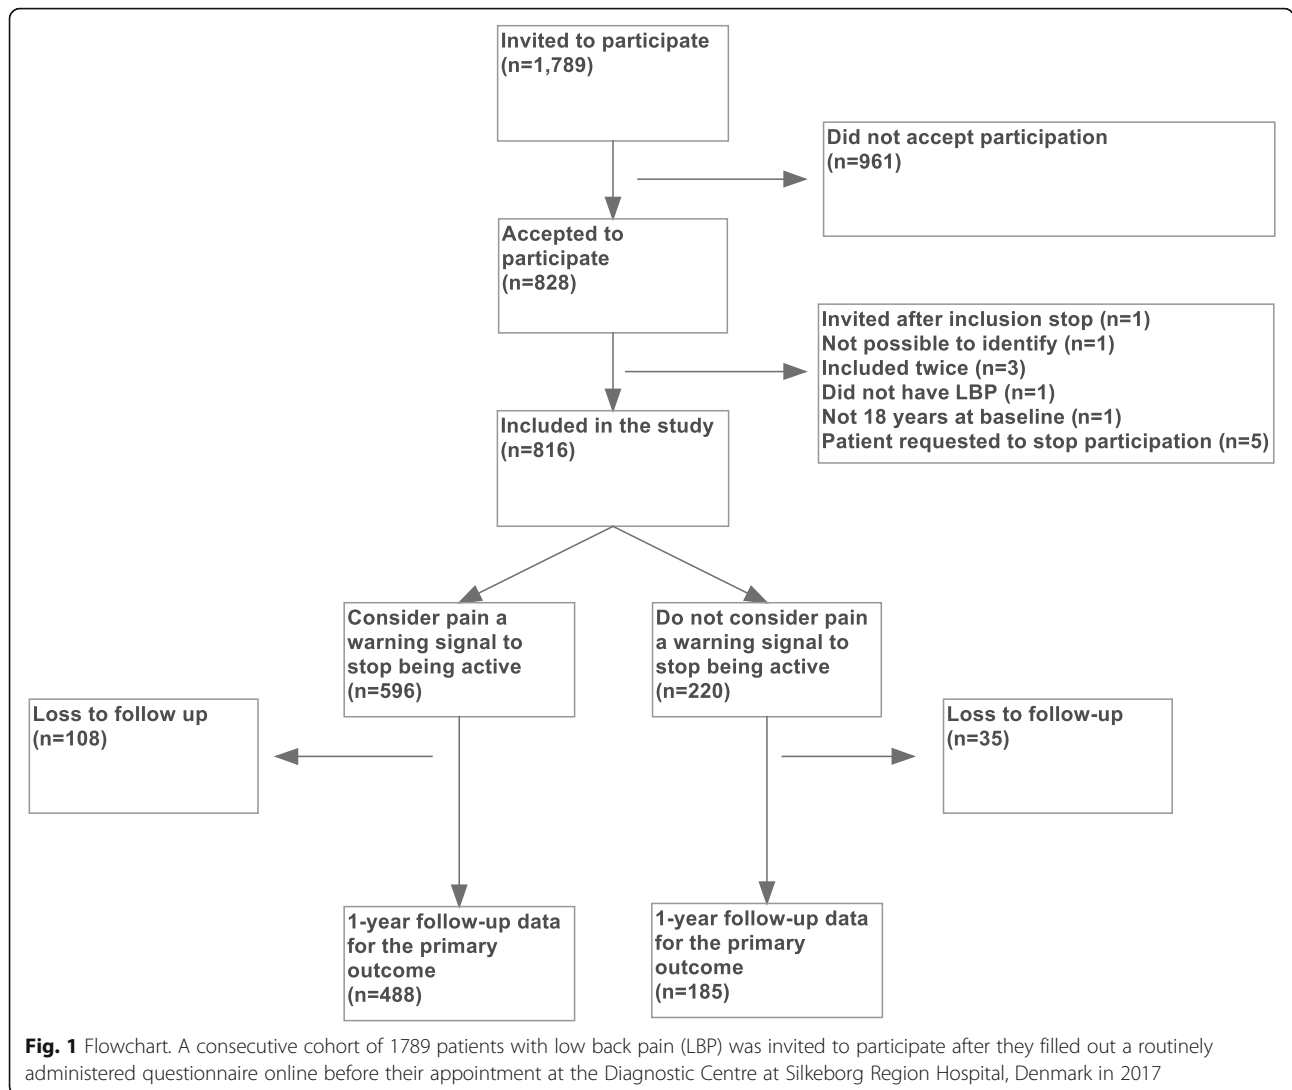 Invited to participate
(n=1,789)
Did not accept participation
(n=961)
Accepted to
participate
(n=828)
Invited after inclusion stop (n=1)
Not possible to identify (n=1)
Included twice (n=3)
Did not have LBP (n=1)
Not 18 years at baseline (n=1)
Patient requested to stop participation (n=5)
Included in the study
(n=816)
Consider pain a
warning signal to
stop being active
(n=596)
Do not consider pain
a warning signal to
stop being active
(n=220)
Loss to follow up
(n=108)
Loss to follow-up
(n=35)
1-year follow-up data
for the primary
outcome
(n=488)
1-year follow-up data
for the primary
outcome
(n=185)
Fig. 1 Flowchart. A consecutive cohort of 1789 patients with low back pain (LBP) was invited to participate after they filled out a routinely
administered questionnaire online before their appointment at the Diagnostic Centre at Silkeborg Region Hospital, Denmark in 2017